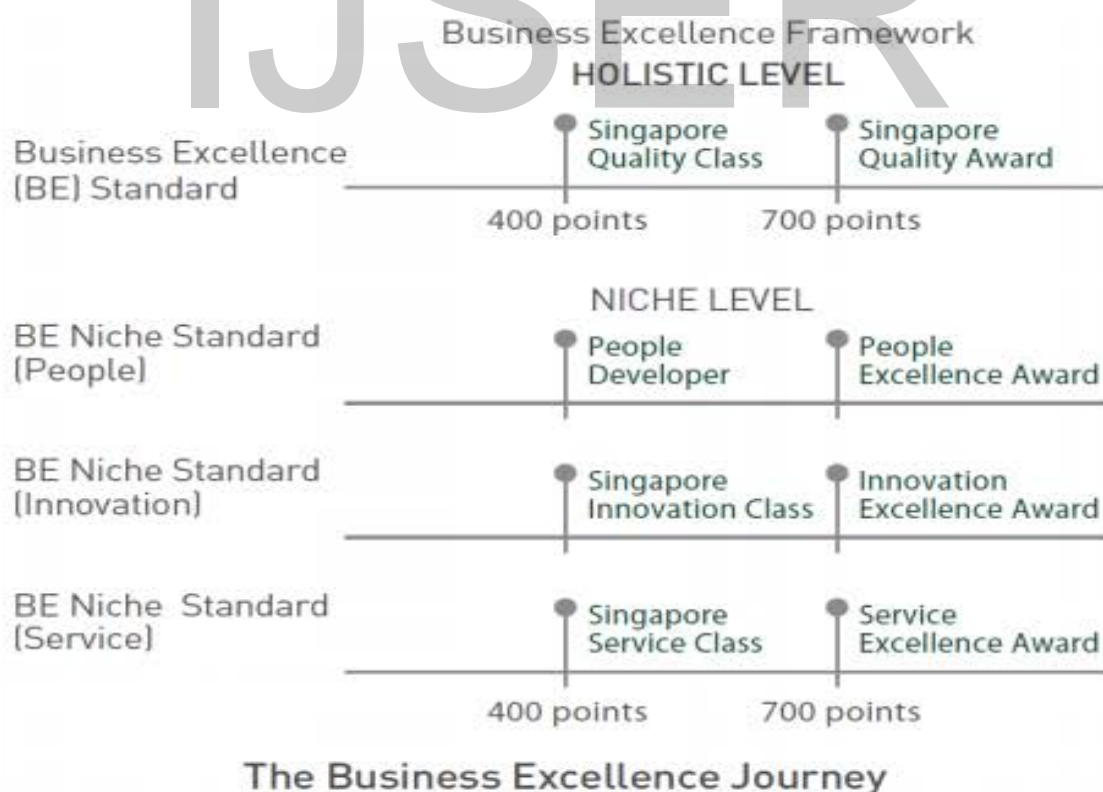 IJSER
Business Excellence Framework
HOLISTIC LEVEL
Business Excellence
(BE) Standard
Singapore
Quality Class
Singapore
Quality Award
400 points
700 points
NICHE LEVEL
BE Niche Standard
(People)
People
Developer
People
Excellence Award
BE Niche Standard
(Innovation)
Singapore
Innovation Class
Innovation
Excellence Award
BE Niche Standard
(Service)
Singapore
Service Class
Service
Excellence Award
400 points
700 points
The Business Excellence Journey